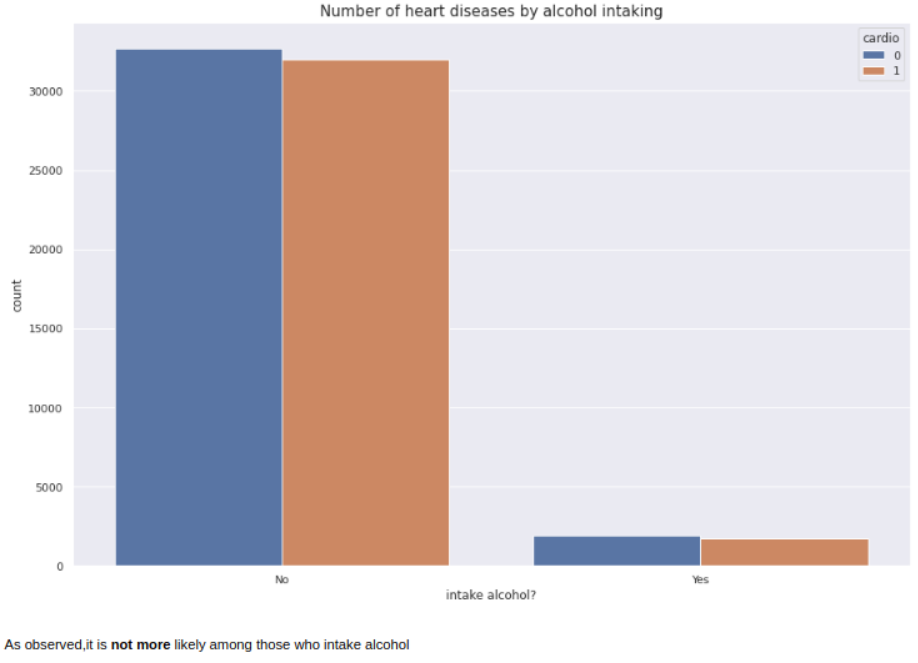 Number of heart diseases by alcohol intaking
cardio
0
1
30000
25000
20000
15000
10000
5000
0
count
No
Yes
intake alcohol?
As observed,it is not more likely among those who intake alcohol